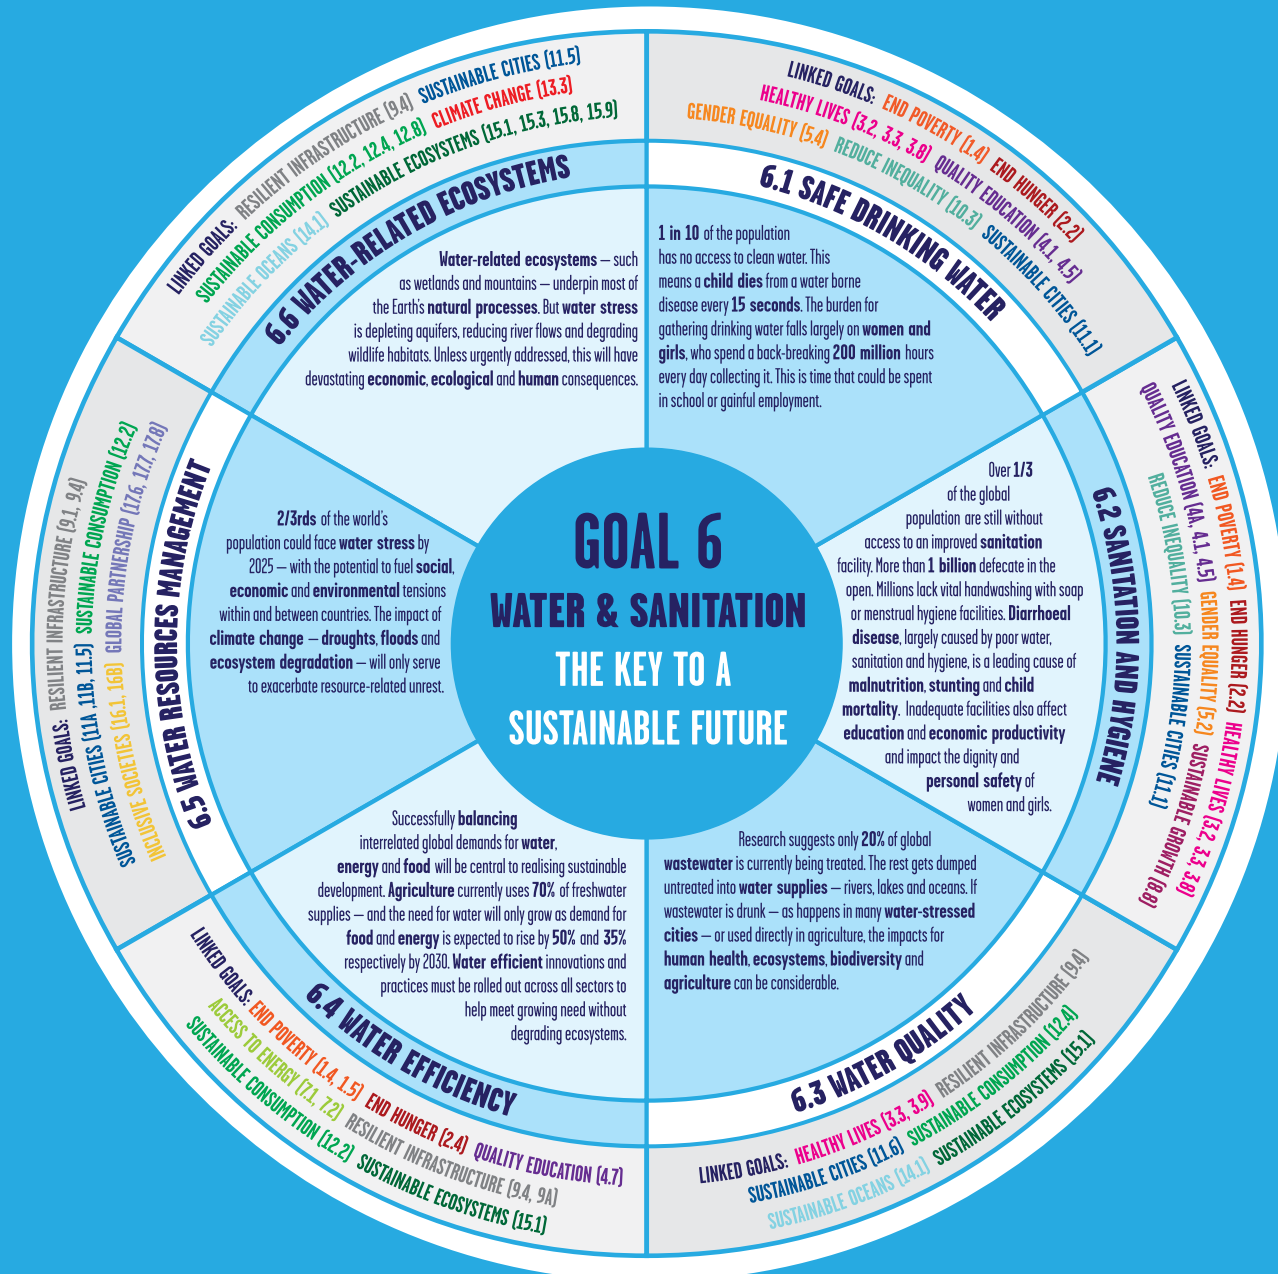 GOAL 6
WATER & SANITATION
THE KEY TO A
SUSTAINABLE FUTURE
LINKED GOALS: END POVERTY (1.4) END HUNGER (2.2)
HEALTHY LIVES (3.2, 3.3, 3.8) QUALITY EDUCATION (4.1, 4.5)
GENDER EQUALITY (5.4) REDUCE INEQUALITY (10.3) SUSTAINABLE CITIES (11.1)
6.1 SAFE DRINKING WATER
1 in 10 of the population
has no access to clean water. This
means a child dies from a water borne
disease every 15 seconds. The burden for
gathering drinking water falls largely on women and
girls, who spend a back-breaking 200 million hours
every day collecting it. This is time that could be spent
in school or gainful employment.
LINKED GOALS: END POVERTY (1.4) END HUNGER (2.2) HEALTHY LIVES (3.2, 3.3, 3.8)
QUALITY EDUCATION (4A, 4.1, 4.5) GENDER EQUALITY (5.2) SUSTAINABLE GROWTH (8.8)
REDUCE INEQUALITY (10.3) SUSTAINABLE CITIES (11.1)
6.2 SANITATION AND HYGIENE
Over 1/3
of the global
population are still without
access to an improved sanitation
facility. More than 1 billion defecate in the
open. Millions lack vital handwashing with soap
or menstrual hygiene facilities. Diarrhoeal
disease, largely caused by poor water,
sanitation and hygiene, is a leading cause of
malnutrition, stunting and child
mortality. Inadequate facilities also affect
education and economic productivity
and impact the dignity and
personal safety of
women and girls.
Research suggests only 20% of global
wastewater is currently being treated. The rest gets dumped
untreated into water supplies – rivers, lakes and oceans. If
wastewater is drunk – as happens in many water-stressed
cities – or used directly in agriculture, the impacts for
human health, ecosystems, biodiversity and
agriculture can be considerable.
6.3 WATER QUALITY
LINKED GOALS: HEALTHY LIVES (3.3, 3.9) RESILIENT INFRASTRUCTURE (9.4)
SUSTAINABLE CITIES (11.6) SUSTAINABLE CONSUMPTION (12.4)
SUSTAINABLE OCEANS (14.1) SUSTAINABLE ECOSYSTEMS (15.1)
Successfully balancing
interrelated global demands for water,
energy and food will be central to realising sustainable
development. Agriculture currently uses 70% of freshwater
supplies – and the need for water will only grow as demand for
food and energy is expected to rise by 50% and 35%
respectively by 2030. Water efficient innovations and
practices must be rolled out across all sectors to
help meet growing need without
degrading ecosystems.
6.4 WATER EFFICIENCY
LINKED GOALS: END POVERTY (1.4, 1.5) END HUNGER (2.4) QUALITY EDUCATION (4.7)
ACCESS TO ENERGY (7.1, 7.2) RESILIENT INFRASTRUCTURE (9.4, 9A)
SUSTAINABLE CONSUMPTION (12.2) SUSTAINABLE ECOSYSTEMS (15.1)
LINKED GOALS: RESILIENT INFRASTRUCTURE (9.1, 9.4)
SUSTAINABLE CITIES (11A ,11B, 11.5) SUSTAINABLE CONSUMPTION (12.2)
INCLUSIVE SOCIETIES (16.1, 16B) GLOBAL PARTNERSHIP (17.6, 17.7, 17.8)
6.5 WATER RESOURCES MANAGEMENT
2/3rds of the world's
population could face water stress by
2025 – with the potential to fuel social,
economic and environmental tensions
within and between countries. The impact of
climate change – droughts, floods and
ecosystem degradation – will only serve
to exacerbate resource-related unrest.
LINKED GOALS: RESILIENT INFRASTRUCTURE (9.4) SUSTAINABLE CITIES (11.5)
SUSTAINABLE CONSUMPTION (12.2, 12.4, 12.8) CLIMATE CHANGE (13.3)
SUSTAINABLE OCEANS (14.1) SUSTAINABLE ECOSYSTEMS (15.1, 15.3, 15.8, 15.9)
6.6 WATER-RELATED ECOSYSTEMS
Water-related ecosystems – such
as wetlands and mountains – underpin most of
the Earth's natural processes. But water stress
is depleting aquifers, reducing river flows and degrading
wildlife habitats. Unless urgently addressed, this will have
devastating economic, ecological and human consequences.